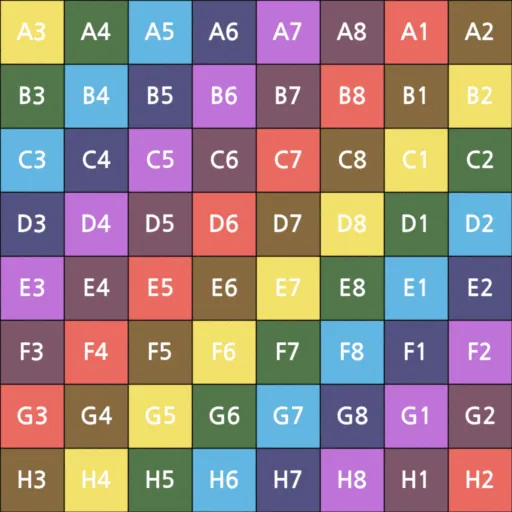 A3 A4 A5 A6 A7 A8 A1 A2
B3 B4 B5 B6 B7 B8 B1 B2
C3 C4 C5 C6 C7 C8 C1 C2
D3 D4 D5 D6 D7 D8 D1 D2
E3 E4 E5 E6 E7 E8 E1 E2
F3 F4 F5 F6 F7 F8 F1 F2
G3 G4 G5 G6 G7 G8 G1 G2
H3 H4 H5 H6 H7 H8 H1 H2